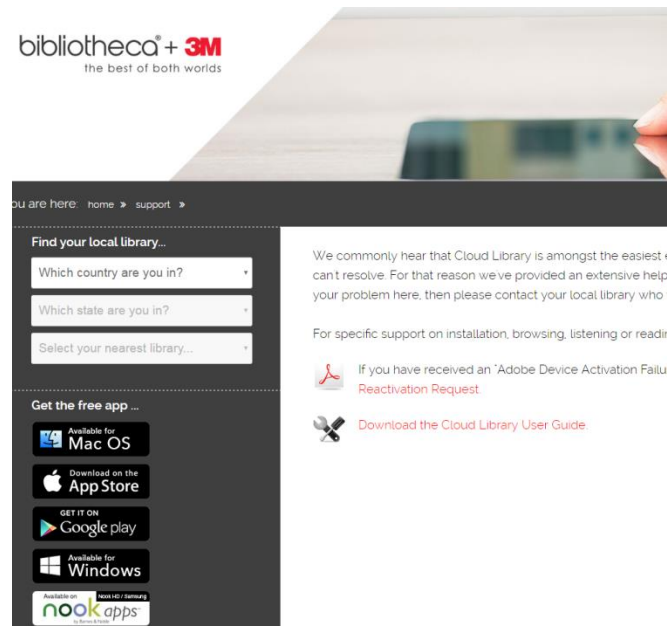 bibliotheca® + 3M
the best of both worlds
ou are here: home » support »
Find your local library...
Which country are you in?
Which state are you in?
Select your nearest library...
Get the free app ...
Available for
Mac OS
Download on the
App Store
GET IT ON
Google play
Available for
Windows
Available on
Nook HD / Samsung
nook apps
by Barnes & Noble
We commonly hear that Cloud Library is amongst the easiest e
can't resolve. For that reason we've provided an extensive help
your problem here, then please contact your local library who
For specific support on installation, browsing, listening or readin
If you have received an "Adobe Device Activation Failu
Reactivation Request.
Download the Cloud Library User Guide.